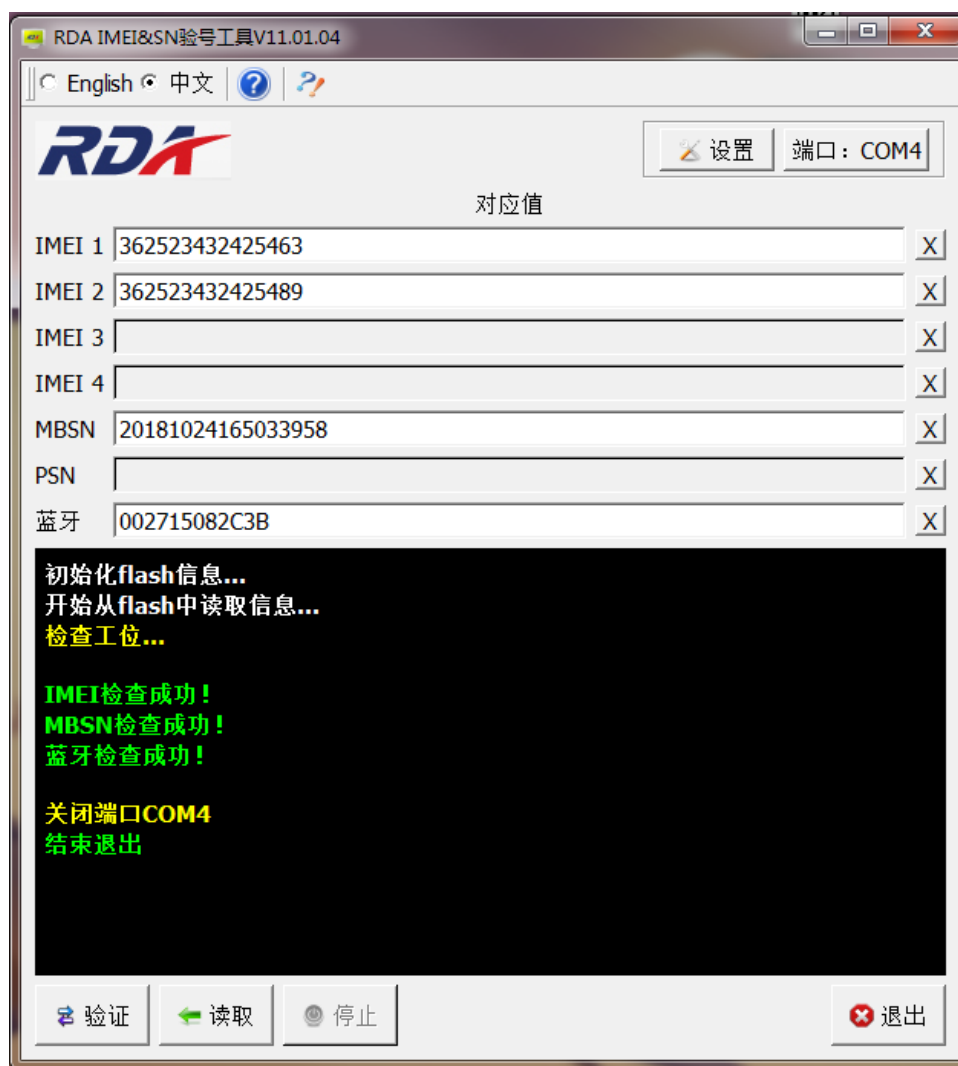 RDA IMEI&SN验号工具V11.01.04
English 中文
RDA
设置 端口：COM4
对应值
IMEI 1 362523432425463 X
IMEI 2 362523432425489 X
IMEI 3 X
IMEI 4 X
MBSN 20181024165033958 X
PSN X
蓝牙 002715082C3B X
初始化flash信息...
开始从flash中读取信息...
检查工位...
IMEI检查成功！
MBSN检查成功！
蓝牙检查成功！
关闭端口COM4
结束退出
验证 读取 停止 退出